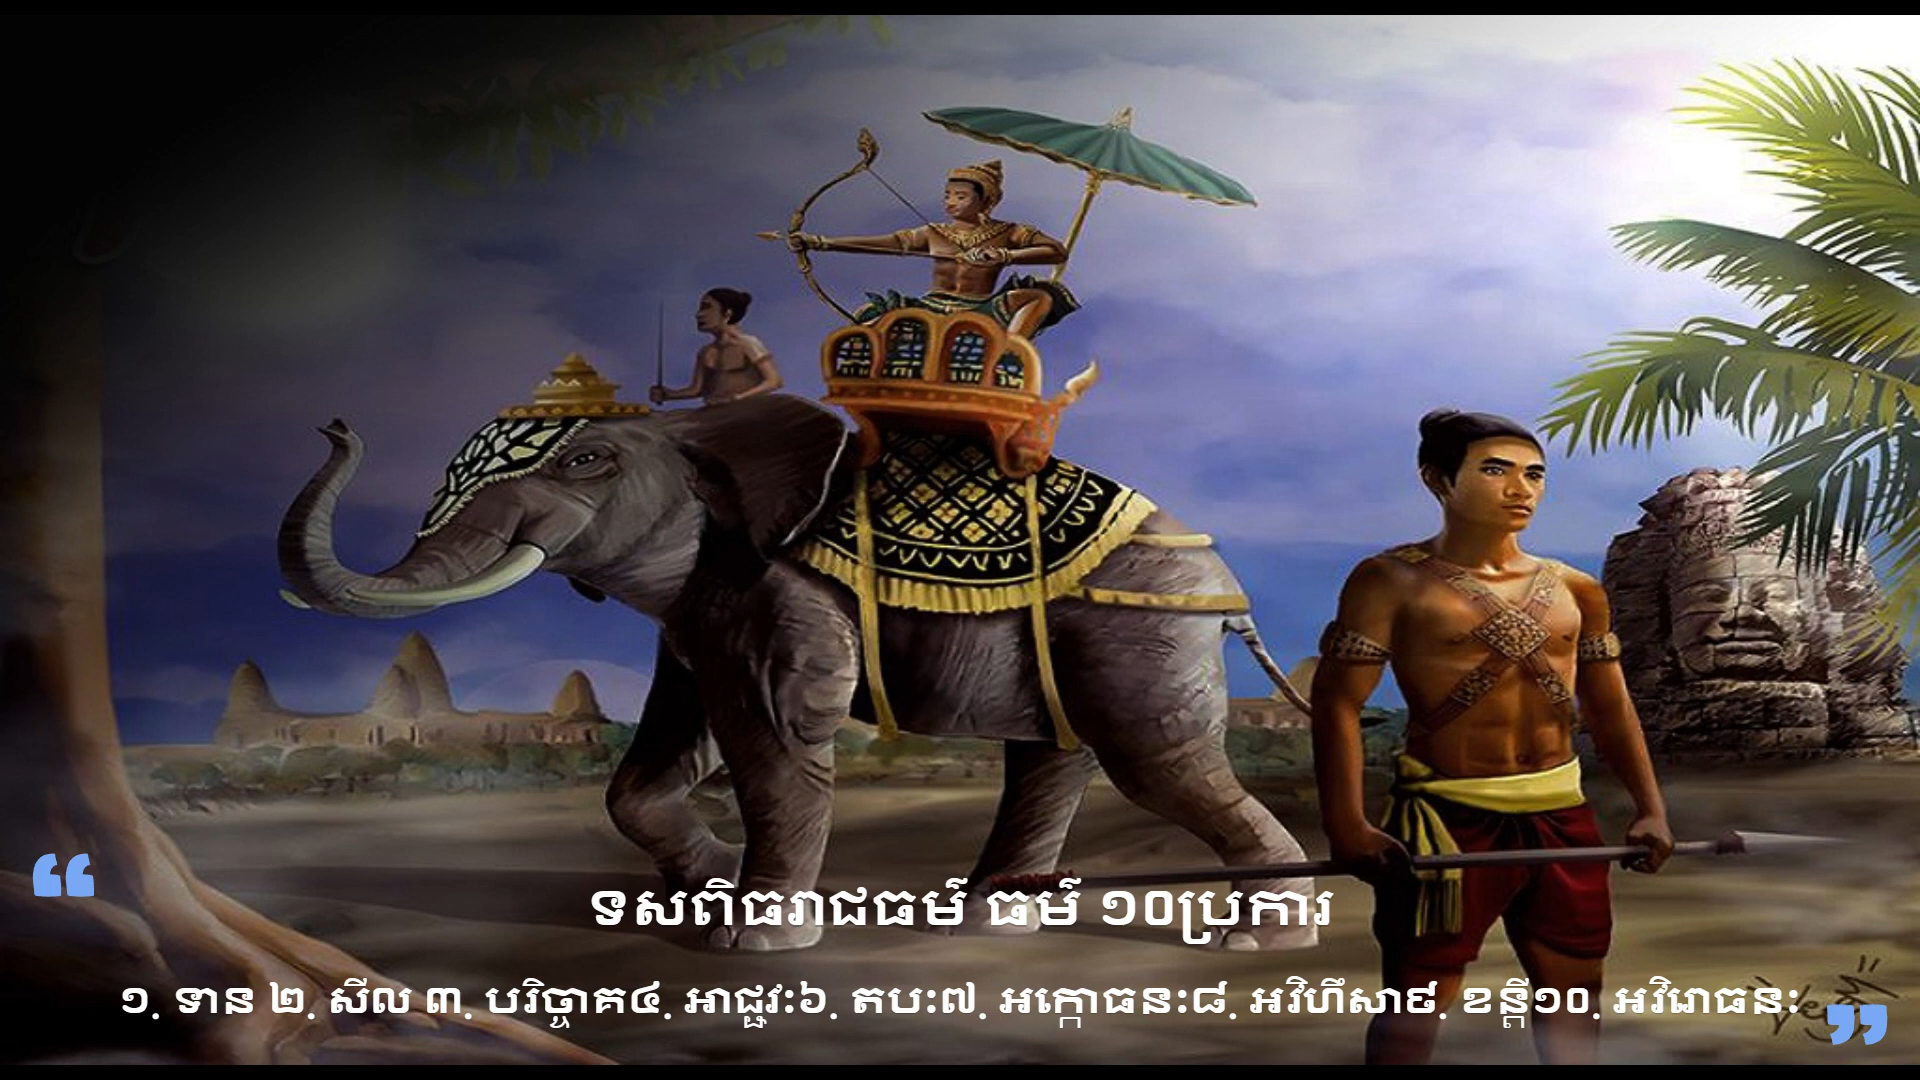 ទសពិធរាជធម៌ ធម៌ ១០ប្រការ
១. ទាន ២. សីល ៣. បរិច្ចាគ៤. អាជ្ជវៈ៦. តបៈ៧. អក្កោធនៈ៨. អវិហឹសា៩. ខន្តី១០. អវិរោធនៈ